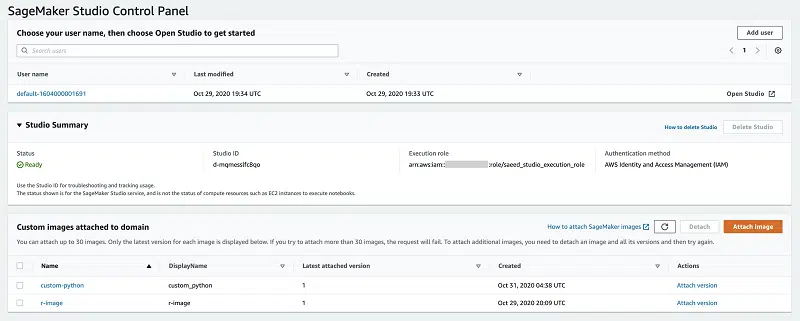 SageMaker Studio Control Panel
Choose your user name, then choose Open Studio to get started
Add user
Search users
1
User name
Last modified
Created
default-1604000001691
Oct 29, 2020 19:34 UTC
Oct 29, 2020 19:33 UTC
Open Studio
Studio Summary
How to delete Studio
Delete Studio
Status
Studio ID
Execution role
Authentication method
Ready
d-mqmessifc8qo
arn:aws:iam:: :role/saeed_studio_execution_role
AWS Identity and Access Management (IAM)
Use the Studio ID for troubleshooting and tracking usage.
The status shown is for the SageMaker Studio service, and is not the status of compute resources such as EC2 instances to execute notebooks.
Custom images attached to domain
How to attach SageMaker images
Detach
Attach image
You can attach up to 30 images. Only the latest version for each image is displayed below. If you try to attach more than 30 images, the request will fail. To attach additional images, you need to detach an image and all its versions and then try again.
Name
DisplayName
Latest attached version
Created
Actions
custom-python
custom_python
1
Oct 31, 2020 04:38 UTC
Attach version
r-image
r-image
1
Oct 29, 2020 20:09 UTC
Attach version